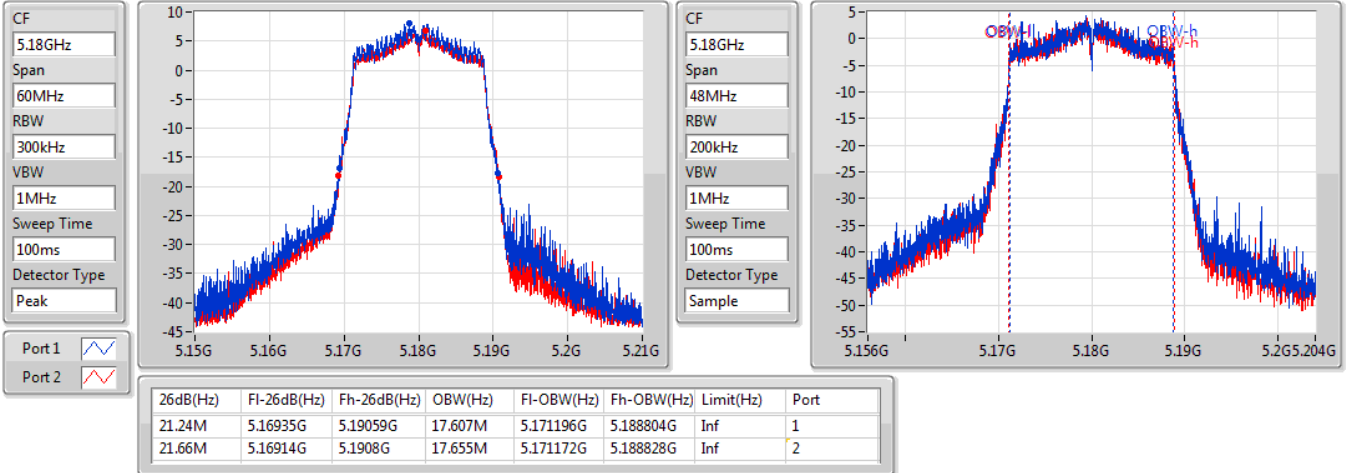 CF
5.18GHz
Span
60MHz
RBW
300kHz
VBW
1MHz
Sweep Time
100ms
Detector Type
Peak
10
5
0
-5
-10
-15
-20
-25
-30
-35
-40
-45
5.15G 5.16G 5.17G 5.18G 5.19G 5.2G 5.21G
CF
5.18GHz
Span
48MHz
RBW
200kHz
VBW
1MHz
Sweep Time
100ms
Detector Type
Sample
5
0
-5
-10
-15
-20
-25
-30
-35
-40
-45
-50
-55
OBW-l OBW-h
OBW-h
5.156G 5.17G 5.18G 5.19G 5.2G 5.204G
Port 1
Port 2
26dB(Hz) Fl-26dB(Hz) Fh-26dB(Hz) OBW(Hz) Fl-OBW(Hz) Fh-OBW(Hz) Limit(Hz) Port
21.24M 5.16935G 5.19059G 17.607M 5.171196G 5.188804G Inf 1
21.66M 5.16914G 5.1908G 17.655M 5.171172G 5.188828G Inf 2